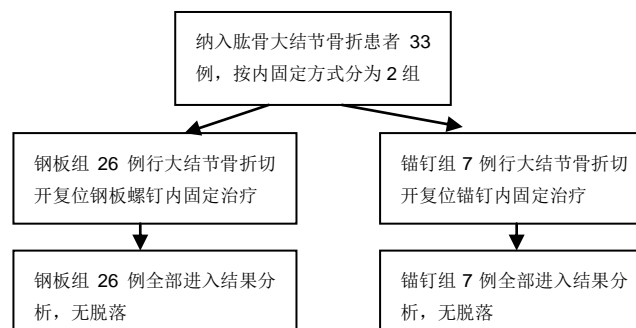 纳入肱骨大结节骨折患者 33
例，按内固定方式分为 2 组
钢板组 26 例行大结节骨折切
开复位钢板螺钉内固定治疗
锚钉组 7 例行大结节骨折切
开复位锚钉内固定治疗
钢板组 26 例全部进入结果分
析，无脱落
锚钉组 7 例全部进入结果分
析，无脱落